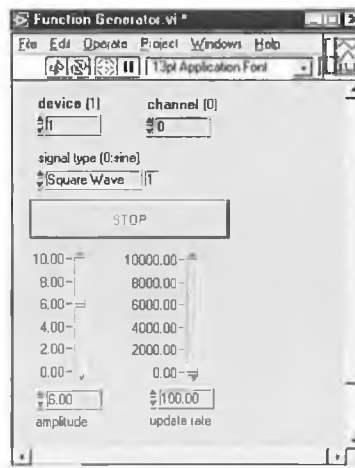 Function Generator.vi *
File Edit Operate Project Windows Help
13pt Application Font
device (1) channel (0)
1 0
signal type (0:sine)
Square Wave 1
STOP
10.00 10000.00
8.00 8000.00
6.00 6000.00
4.00 4000.00
2.00 2000.00
0.00 0.00
6.00 100.00
amplitude update rate